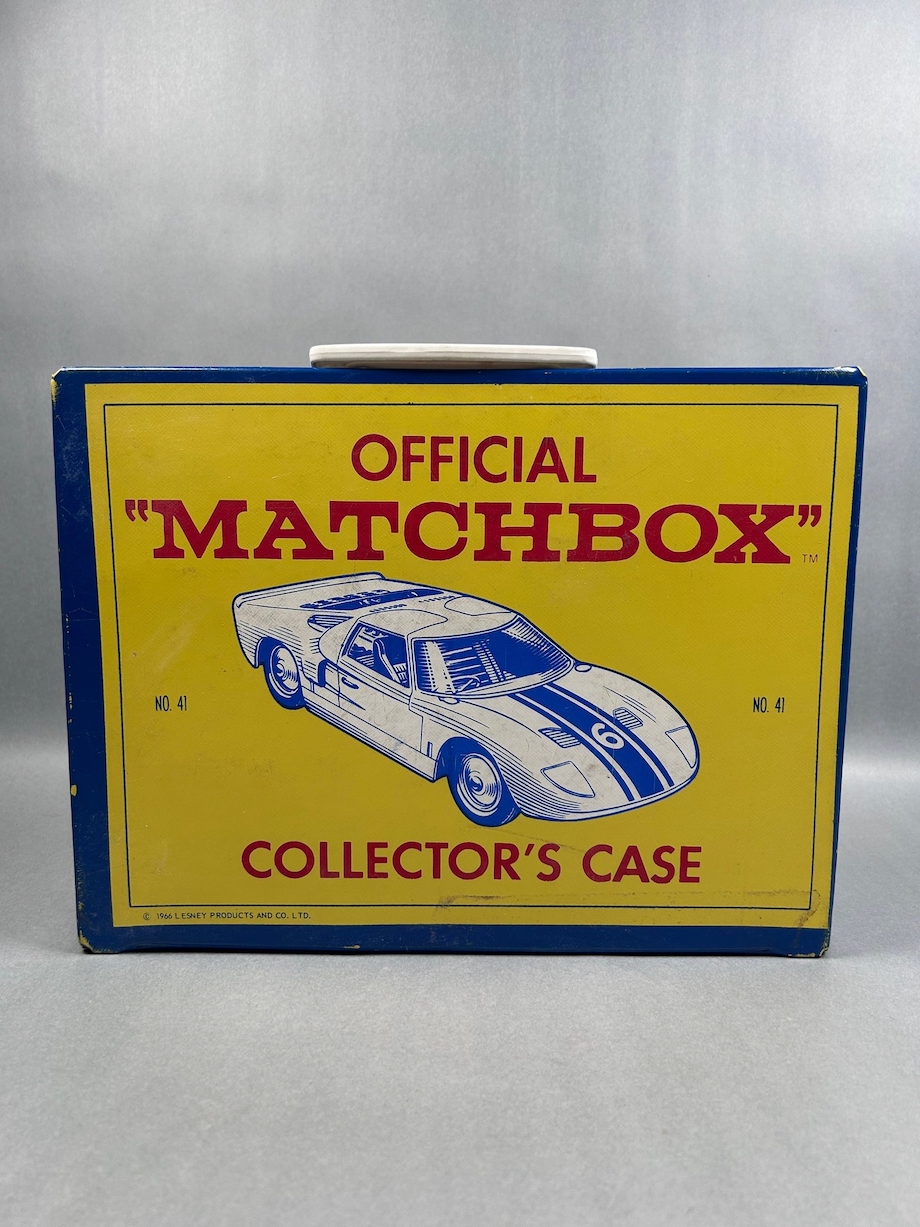 OFFICIAL
"MATCHBOX"
TM
NO. 41
NO. 41
6
COLLECTOR'S CASE
© 1966 LESNEY PRODUCTS AND CO. LTD.